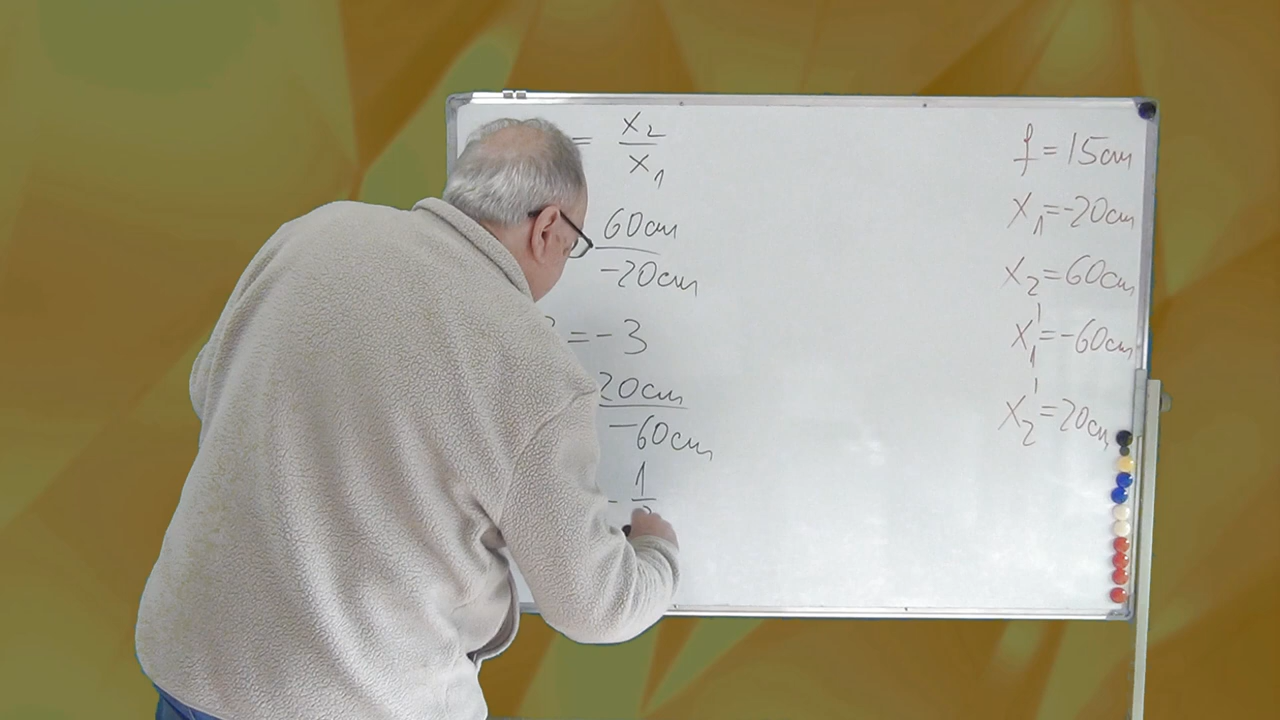 = x₂/x₁
60cm/-20cm
= -3
20cm/-60cm
- 1/
f = 15cm
x₁ = -20cm
x₂ = 60cm
x₁' = -60cm
x₂' = 20cm